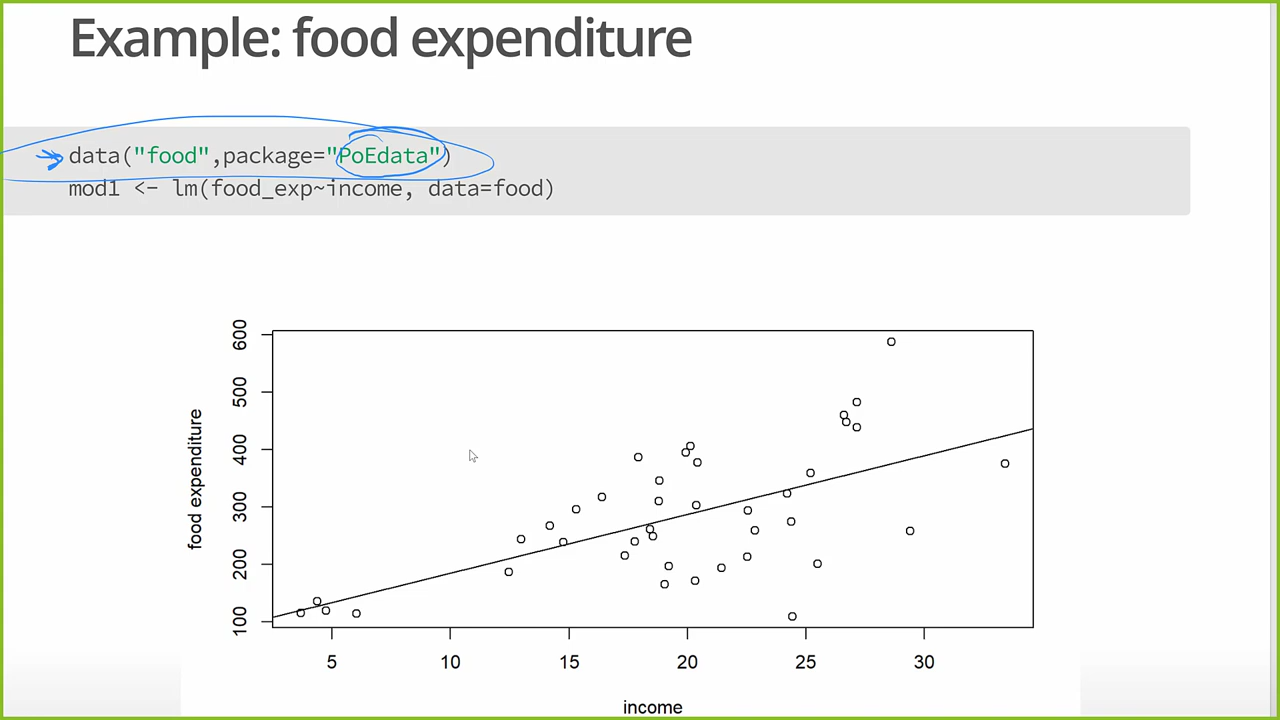 Example: food expenditure
data("food",package="PoEdata")
mod1 <- lm(food_exp~income, data=food)
600
500
400
300
200
100
food expenditure
5 10 15 20 25 30
income